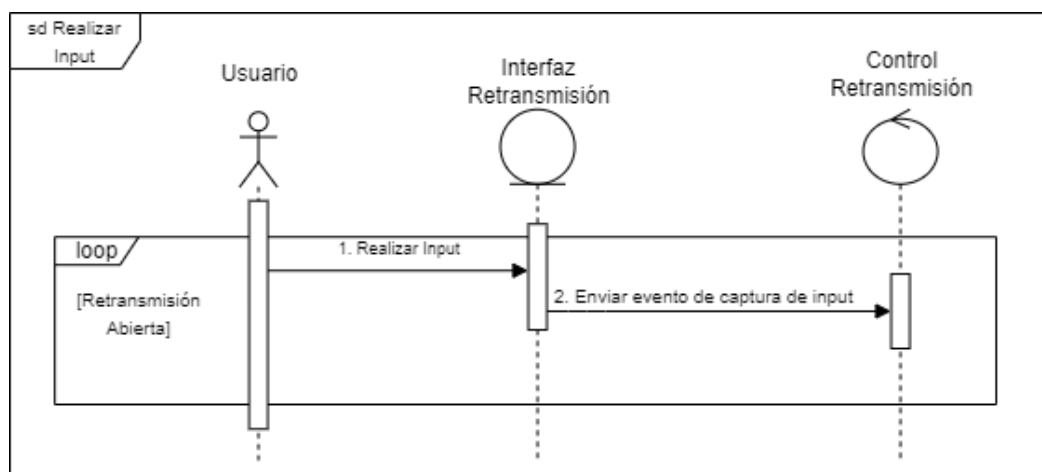 sd Realizar
Input
Usuario
Interfaz
Retransmisión
Control
Retransmisión
loop
1. Realizar Input
[Retransmisión
Abierta]
2. Enviar evento de captura de input